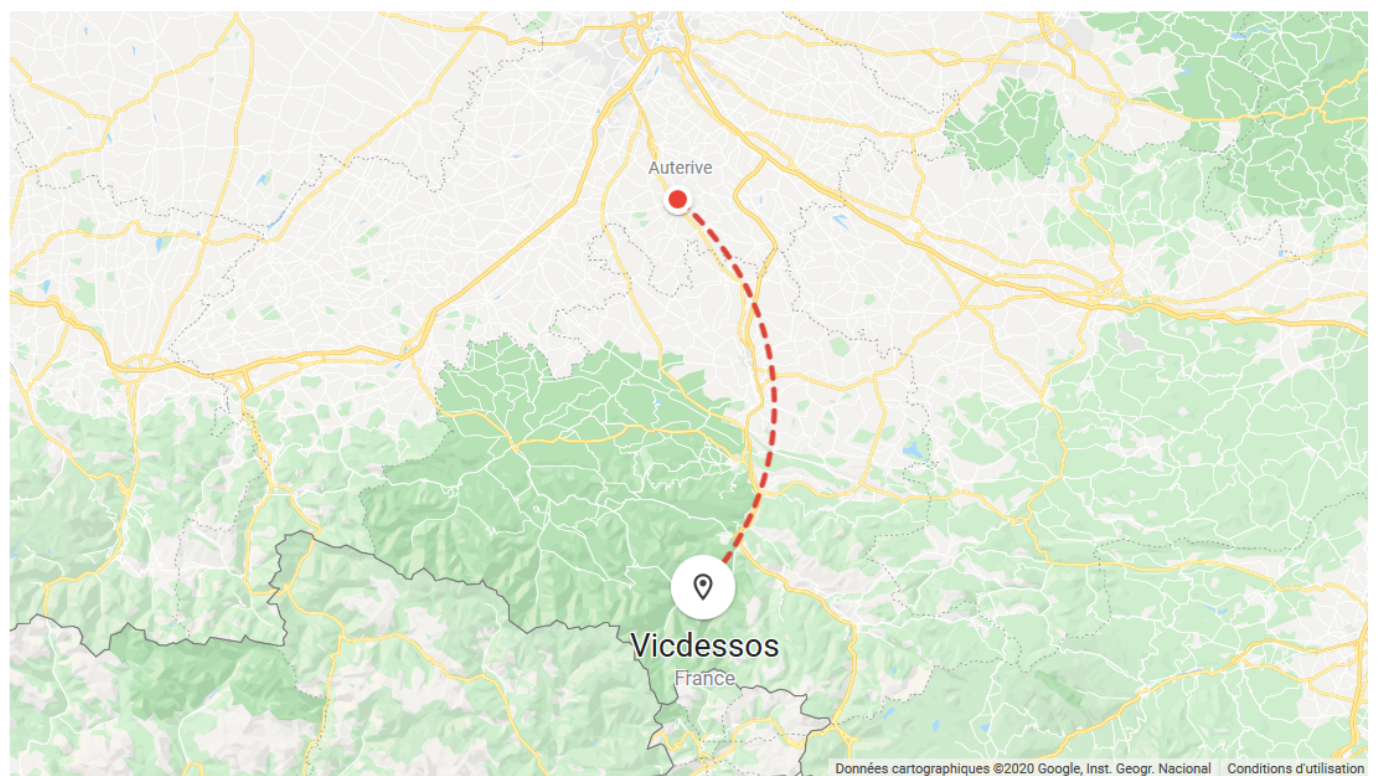 Auterive
Vicdessos
France
Données cartographiques ©2020 Google, Inst. Geogr. Nacional
Conditions d'utilisation